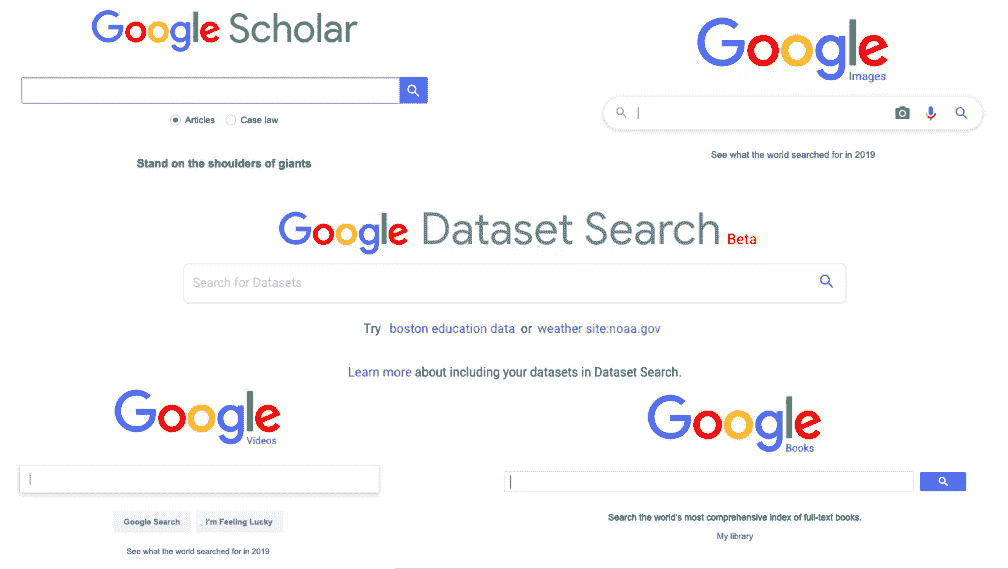 Google Scholar
Articles Case law
Stand on the shoulders of giants
Google
Images
See what the world searched for in 2019
Google Dataset Search Beta
Search for Datasets
Try boston education data or weather site:noaa.gov
Learn more about including your datasets in Dataset Search.
Google
Videos
Google Search I'm Feeling Lucky
See what the world searched for in 2019
Google
Books
Search the world's most comprehensive index of full-text books.
My library